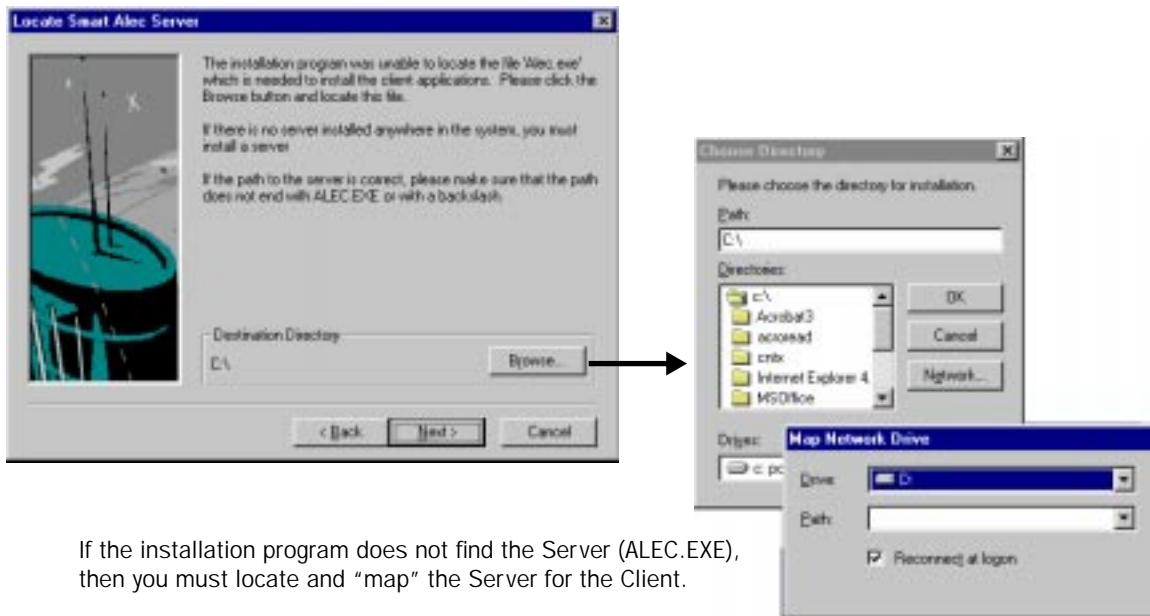 Locate Smart Alec Server
The installation program was unable to locate the file 'Alec.exe'
which is needed to install the client applications. Please click the
Browse button and locate this file.
If there is no server installed anywhere in the system, you must
install a server
If the path to the server is correct, please make sure that the path
does not end with ALEC.EXE or with a backslash.
Destination Directory
C:\
Browse...
< Back
Next >
Cancel
Choose Directory
Please choose the directory for installation.
Path:
C:\
Directories:
c:\
Acrobat3
acroread
Internet Explorer 4.
MSOffice
OK
Cancel
Network...
Drives:
c: pc
Map Network Drive
Drive:
D:
Path:
Reconnect at logon
If the installation program does not find the Server (ALEC.EXE),
then you must locate and “map” the Server for the Client.